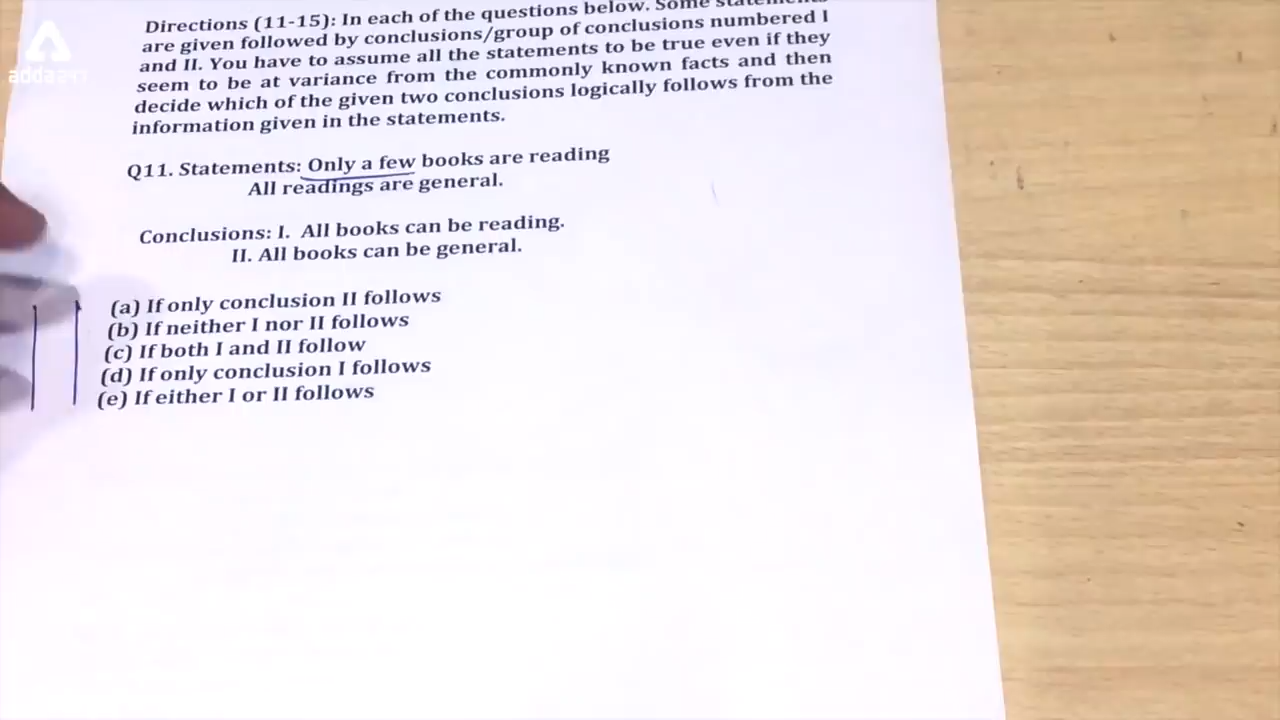 adda247
Directions (11-15): In each of the questions below. Some statements
are given followed by conclusions/group of conclusions numbered I
and II. You have to assume all the statements to be true even if they
seem to be at variance from the commonly known facts and then
decide which of the given two conclusions logically follows from the
information given in the statements.
Q11. Statements: Only a few books are reading
All readings are general.
Conclusions: I. All books can be reading.
II. All books can be general.
(a) If only conclusion II follows
(b) If neither I nor II follows
(c) If both I and II follow
(d) If only conclusion I follows
(e) If either I or II follows